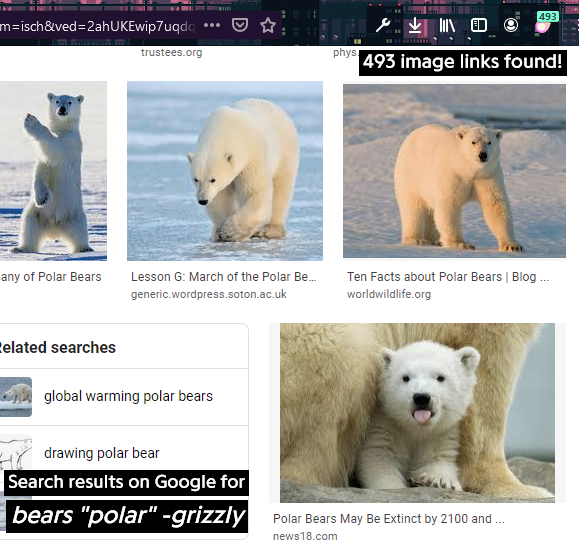 m=isch&ved=2ahUKEwip7uqdq
493
trustees.org
phys.
493 image links found!
any of Polar Bears
Lesson G: March of the Polar Be...
generic.wordpress.soton.ac.uk
Ten Facts about Polar Bears | Blog ...
worldwildlife.org
Related searches
global warming polar bears
drawing polar bear
Search results on Google for
bears "polar" -grizzly
Polar Bears May Be Extinct by 2100 and ...
news18.com